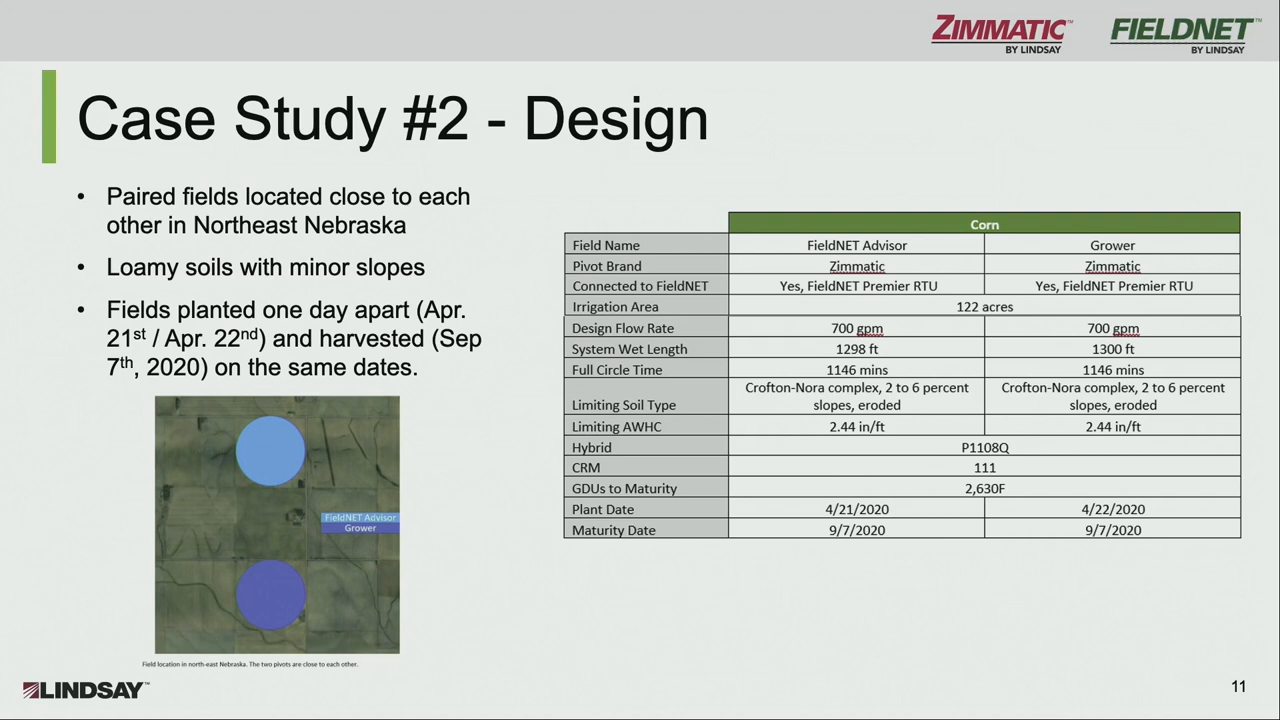 ZIMMATIC™
BY LINDSAY
FIELDNET™
BY LINDSAY
Case Study #2 - Design
• Paired fields located close to each
other in Northeast Nebraska
• Loamy soils with minor slopes
• Fields planted one day apart (Apr.
21st / Apr. 22nd) and harvested (Sep
7th, 2020) on the same dates.
FieldNET Advisor
Grower
Field location in north-east Nebraska. The two pivots are close to each other.
Corn
Field Name FieldNET Advisor Grower
Pivot Brand Zimmatic Zimmatic
Connected to FieldNET Yes, FieldNET Premier RTU Yes, FieldNET Premier RTU
Irrigation Area 122 acres
Design Flow Rate 700 gpm 700 gpm
System Wet Length 1298 ft 1300 ft
Full Circle Time 1146 mins 1146 mins
Limiting Soil Type Crofton-Nora complex, 2 to 6 percent slopes, eroded Crofton-Nora complex, 2 to 6 percent slopes, eroded
Limiting AWHC 2.44 in/ft 2.44 in/ft
Hybrid P1108Q
CRM 111
GDUs to Maturity 2,630F
Plant Date 4/21/2020 4/22/2020
Maturity Date 9/7/2020 9/7/2020
LINDSAY™
11